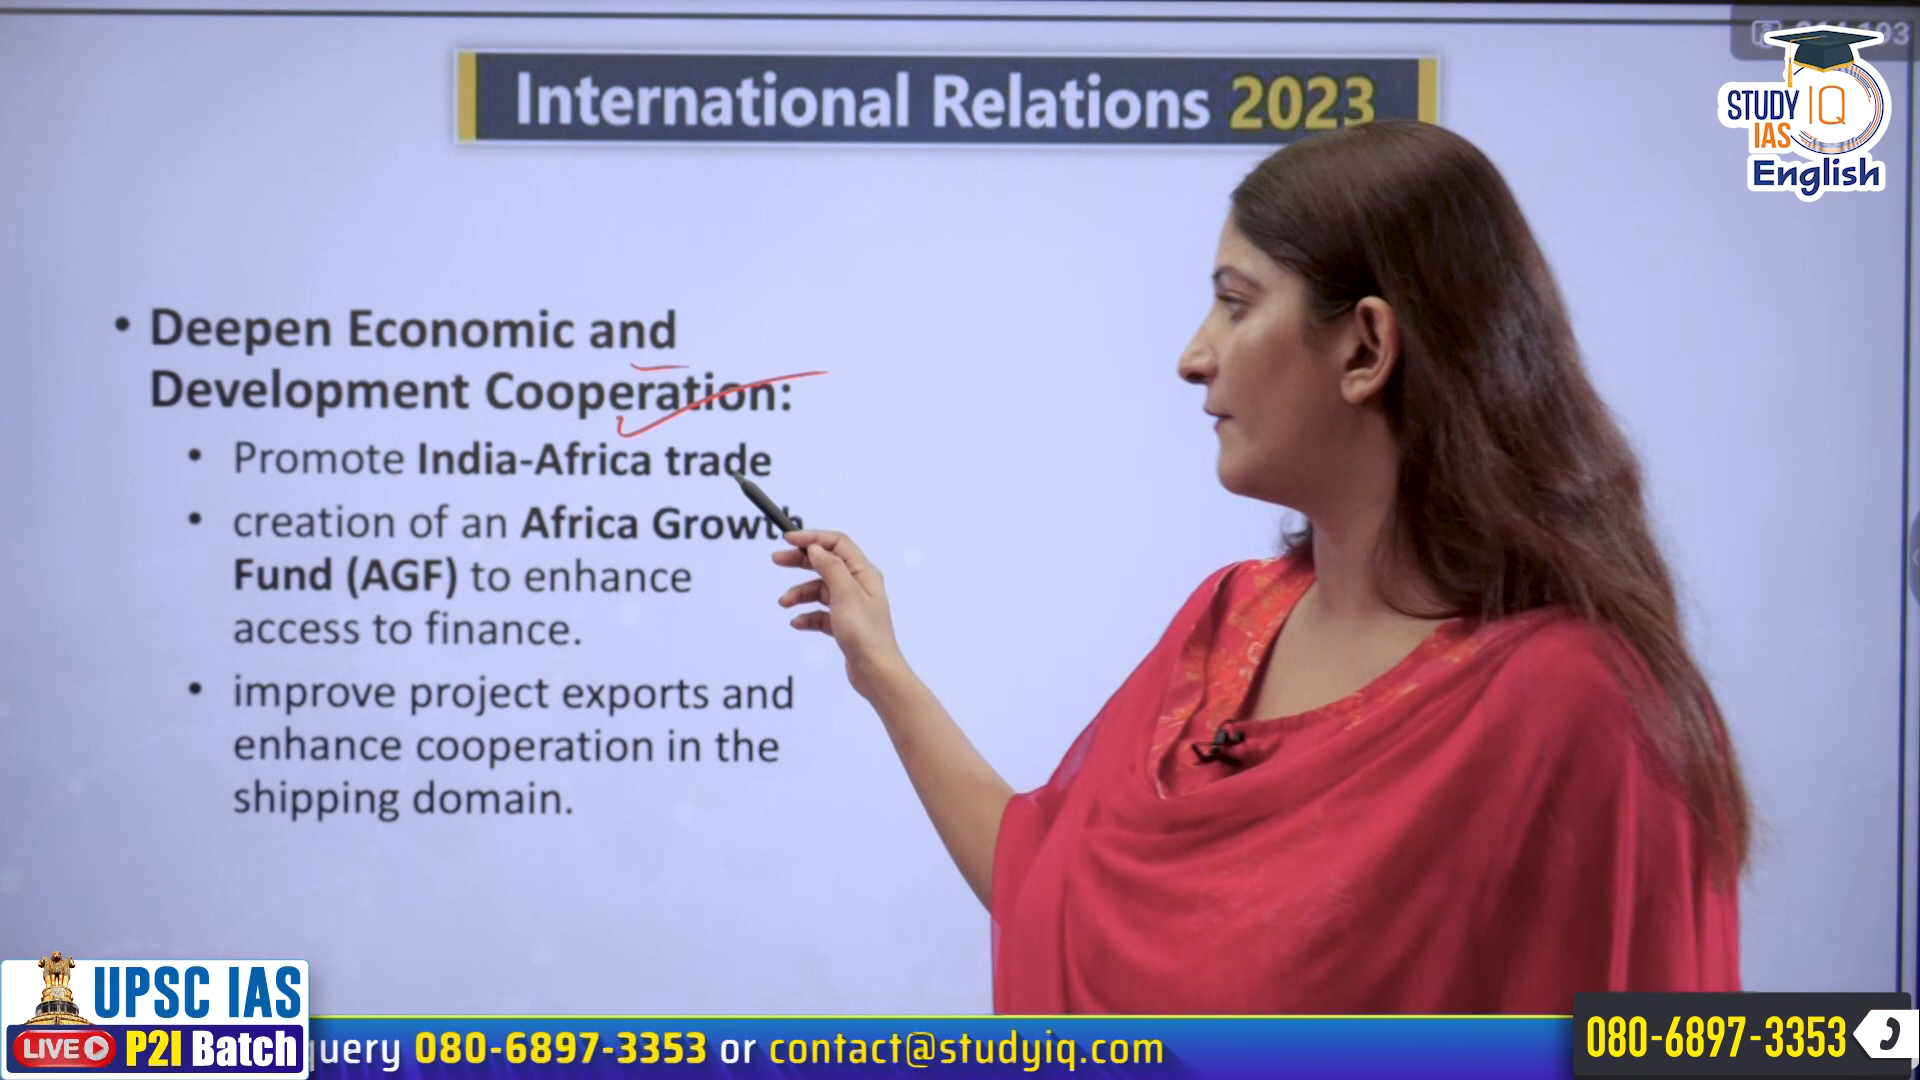 International Relations 2023
STUDY IQ
IAS
English
• Deepen Economic and
Development Cooperation:
• Promote India-Africa trade
• creation of an Africa Growth
Fund (AGF) to enhance
access to finance.
• improve project exports and
enhance cooperation in the
shipping domain.
UPSC IAS
LIVE P2I Batch
query 080-6897-3353 or contact@studyiq.com
080-6897-3353